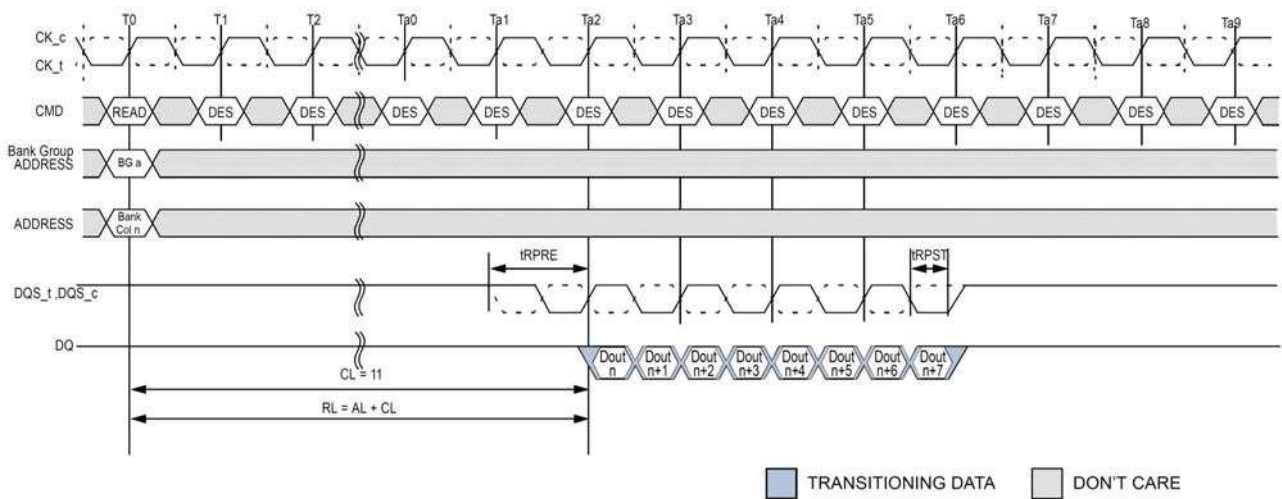 T0 T1 T2 Ta0 Ta1 Ta2 Ta3 Ta4 Ta5 Ta6 Ta7 Ta8 Ta9
CK_c
CK_t
CMD READ DES DES DES DES DES DES DES DES DES DES DES DES
Bank Group
ADDRESS BG a
ADDRESS Bank
Col n
tRPRE tRPST
DQS_t ,DQS_c
DQ Dout Dout Dout Dout Dout Dout Dout Dout
n n+1 n+2 n+3 n+4 n+5 n+6 n+7
CL = 11
RL = AL + CL
TRANSITIONING DATA DON'T CARE